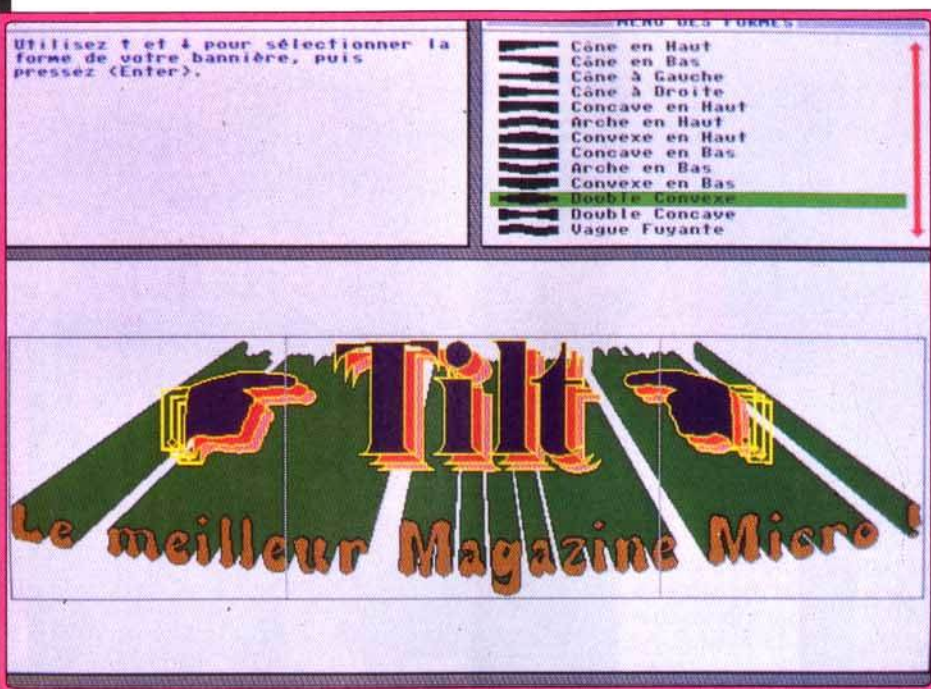 Utilisez ↑ et ↓ pour sélectionner la
forme de votre bannière, puis
pressez <Enter>.
MENU DES FORMES
Cône en Haut
Cône en Bas
Cône à Gauche
Cône à Droite
Concave en Haut
Arche en Haut
Convexe en Haut
Concave en Bas
Arche en Bas
Convexe en Bas
Double Convexe
Double Concave
Vague Fuyante
Tilt
Le meilleur Magazine Micro !